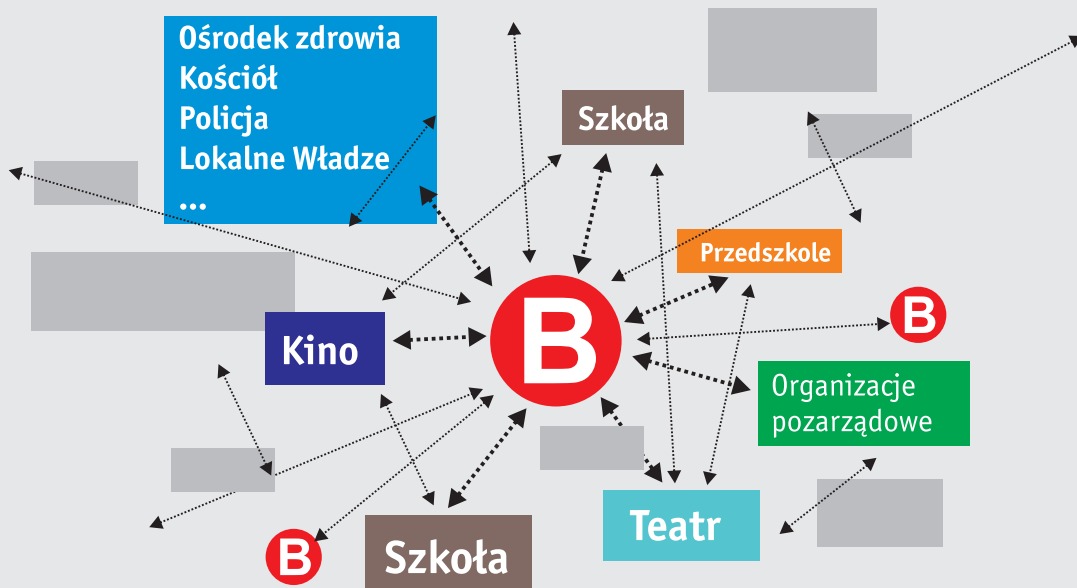 Ośrodek zdrowia
Kościół
Policja
Lokalne Władze
...
Szkoła
Przedszkole
B
B
Kino
Organizacje
pozarządowe
Teatr
Szkoła
B